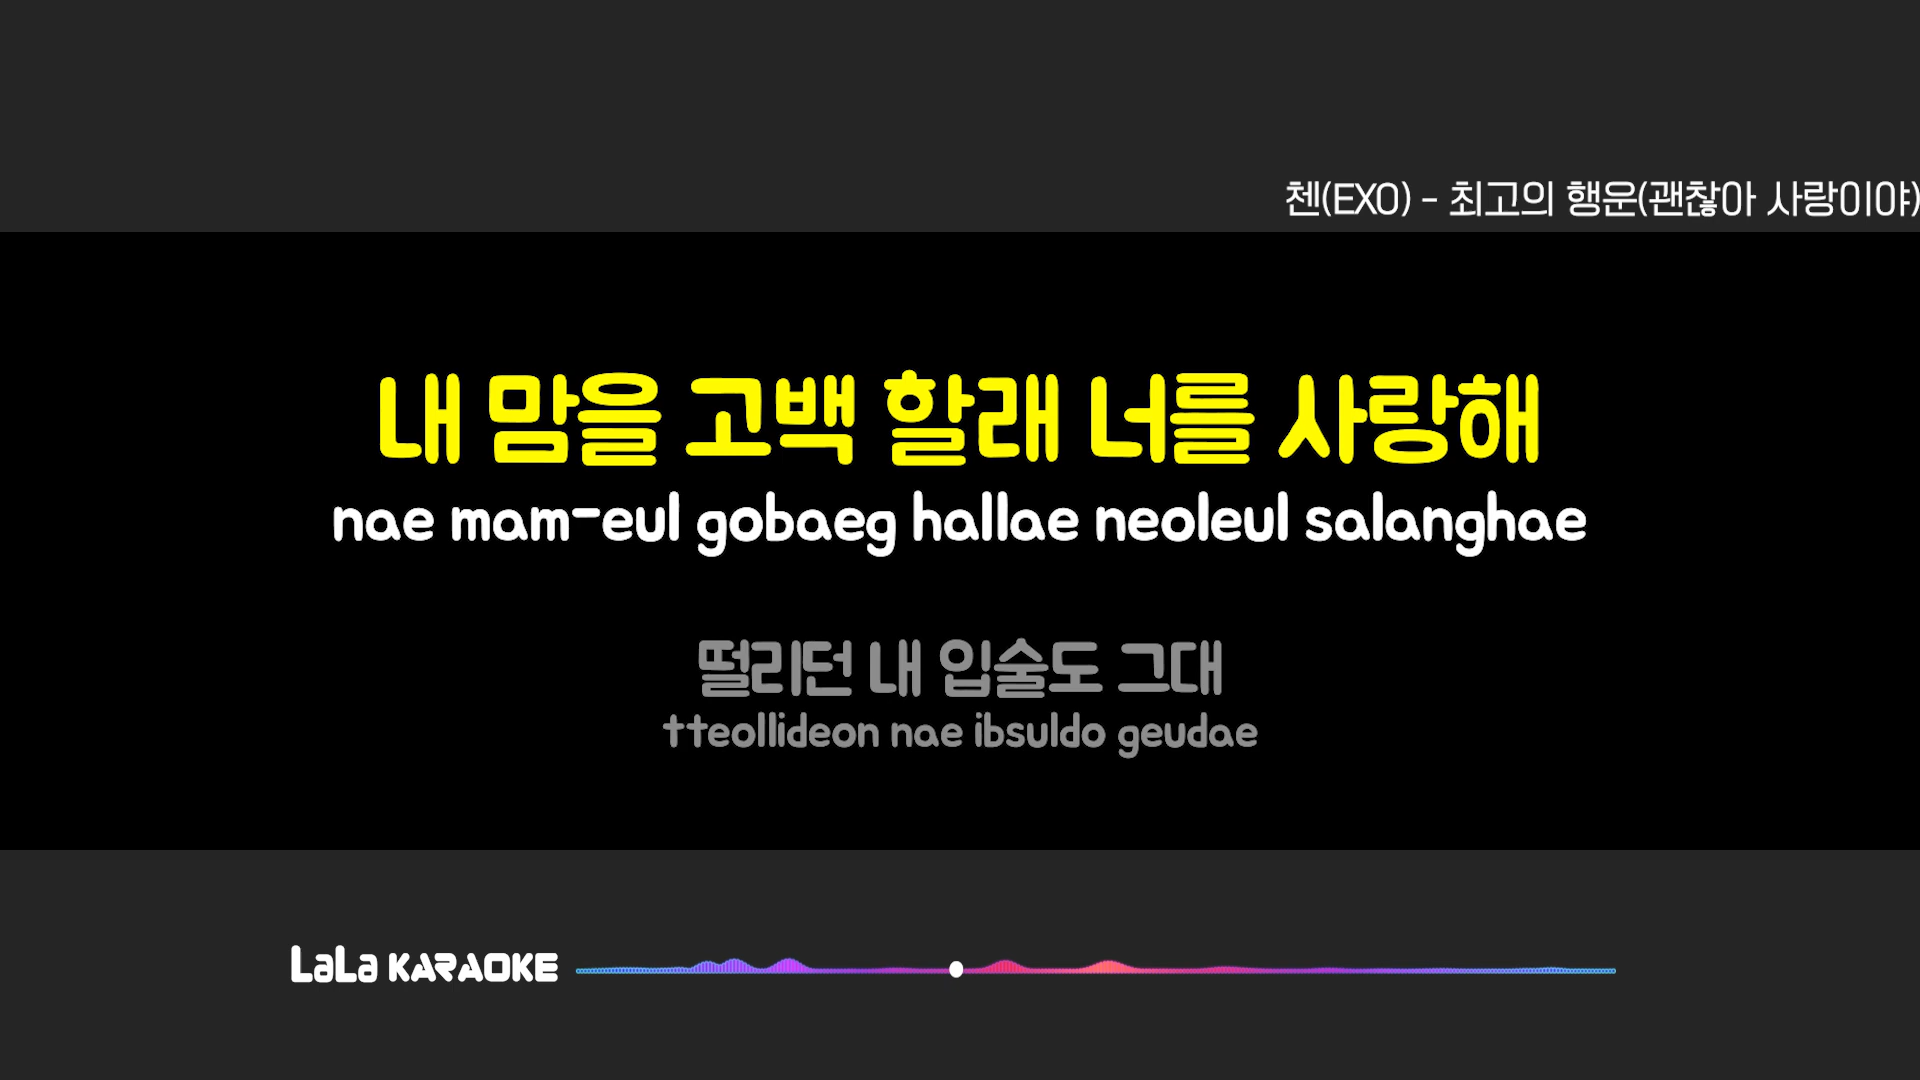 첸(EXO) - 최고의 행운(괜찮아 사랑이야)
내 맘을 고백 할래 너를 사랑해
nae mam-eul gobaeg hallae neoleul salanghae
떨리던 내 입술도 그대
tteollideon nae ibsuldo geudae
LaLa KARAOKE